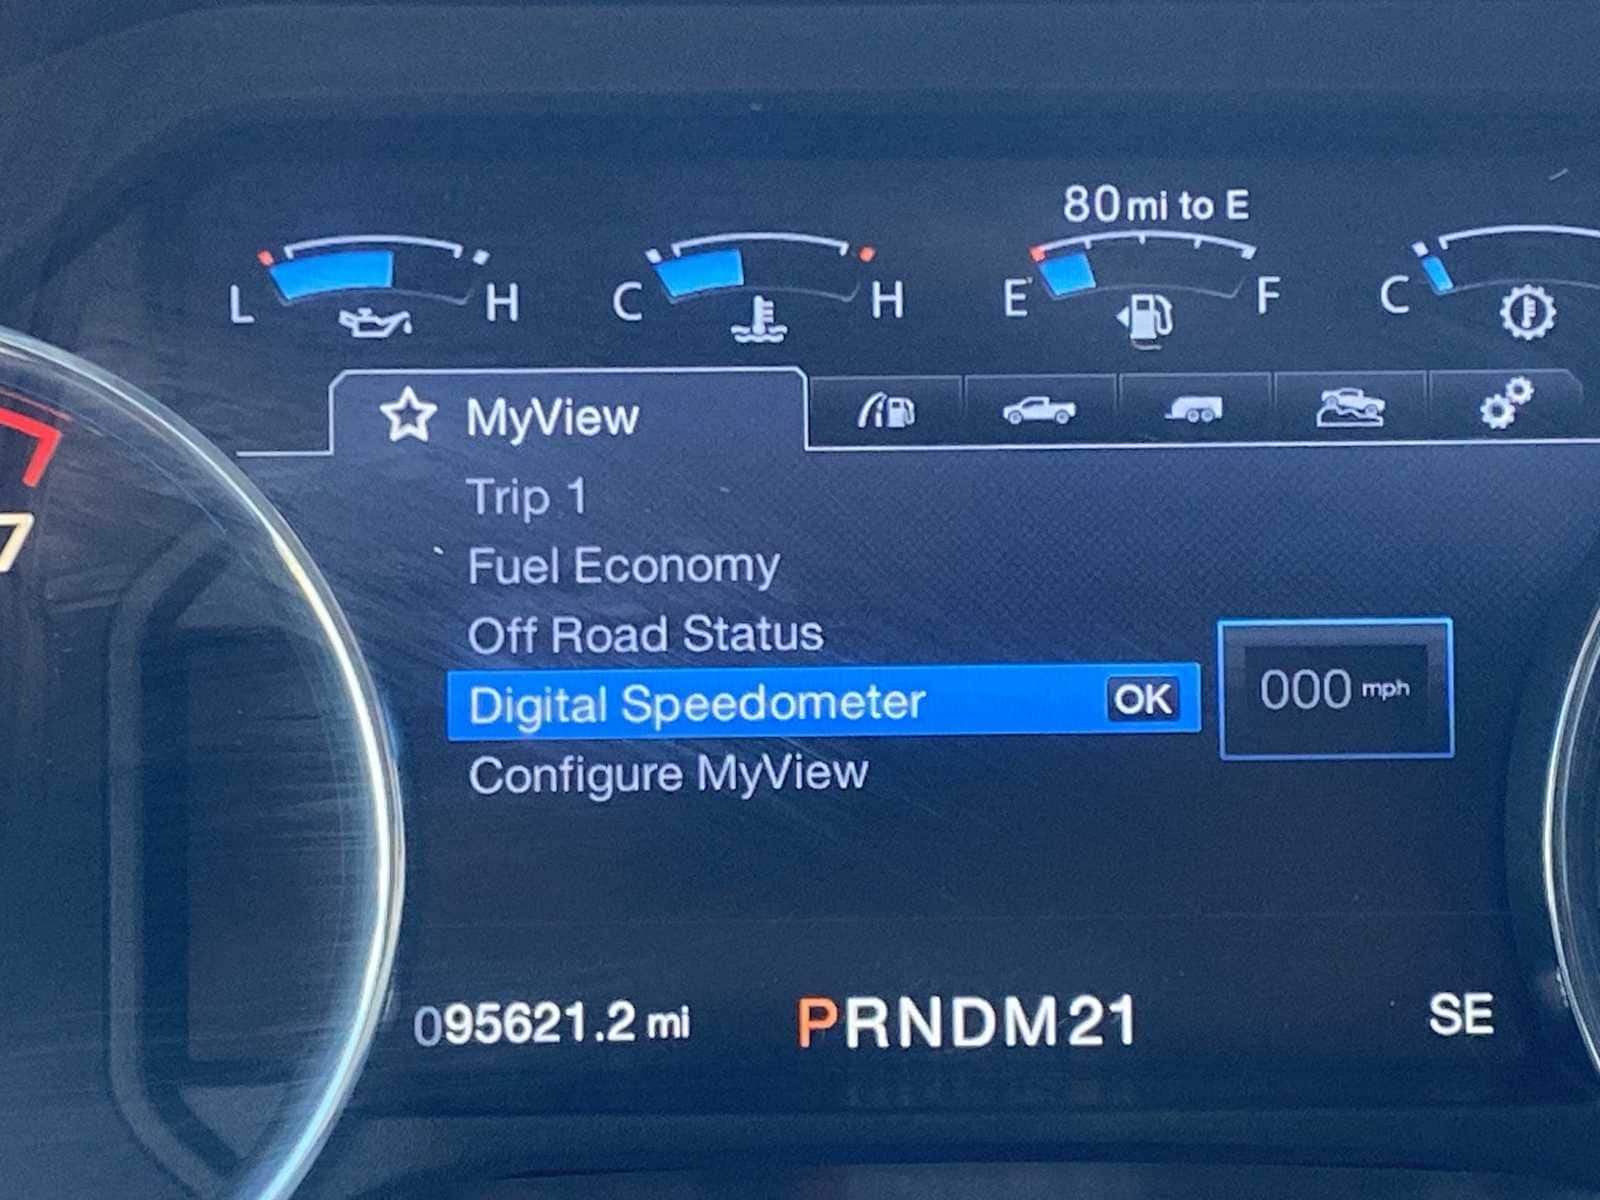 80 mi to E
L H C H E F C
MyView
7
Trip 1
Fuel Economy
Off Road Status
Digital Speedometer OK
000 mph
Configure MyView
095621.2 mi PRNDM21 SE